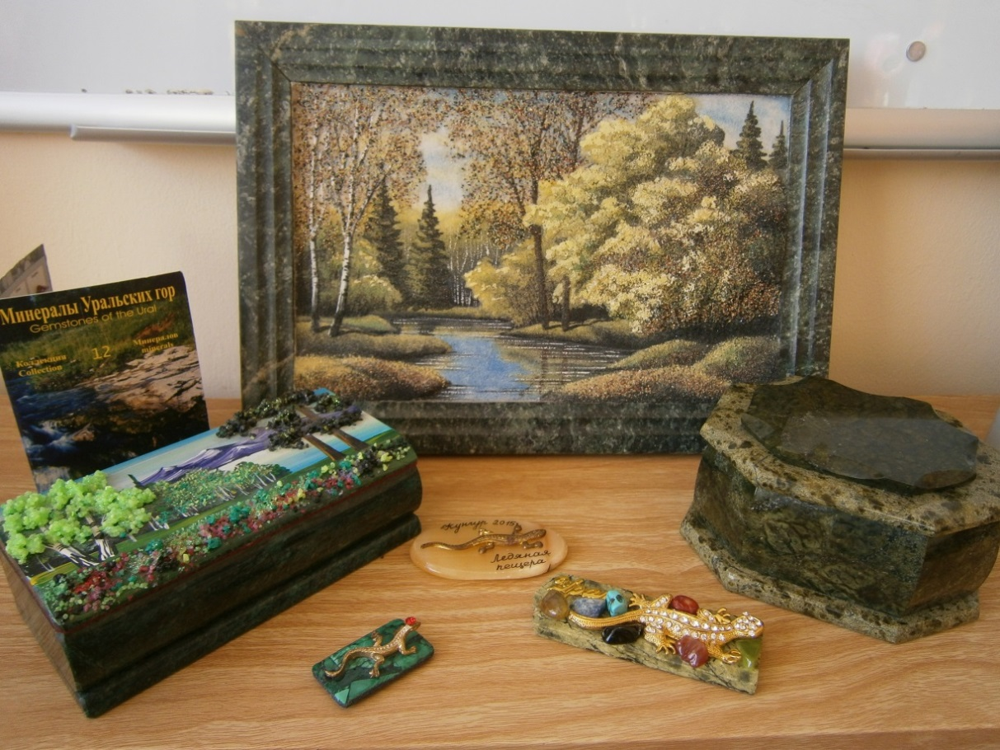 Минералы Уральских гор
Gemstones of the Ural
Коллекция
Collection
12
Минералов
minerals
Кунгур 2015
Ледяная
пещера